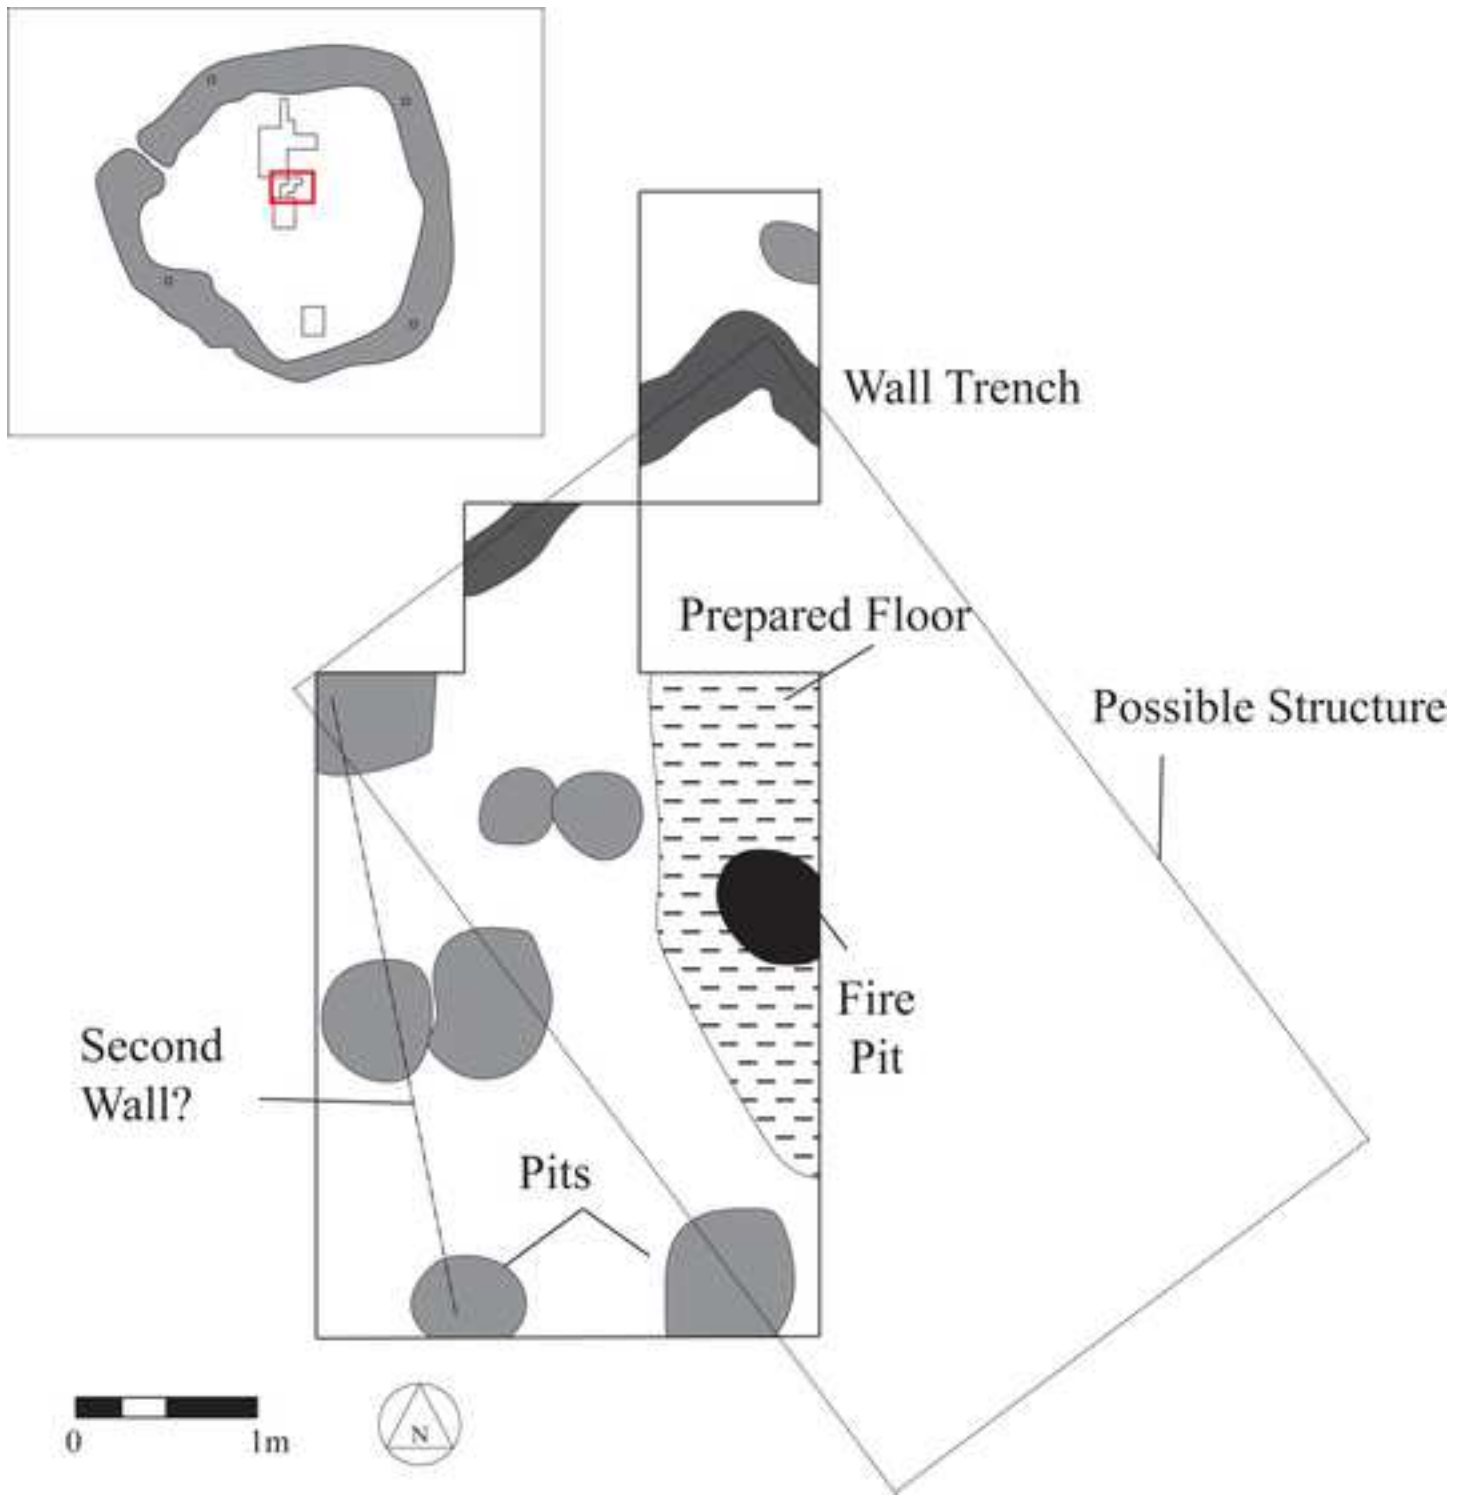 Wall Trench
Prepared Floor
Possible Structure
Fire
Pit
Second
Wall?
Pits
0
1m
N